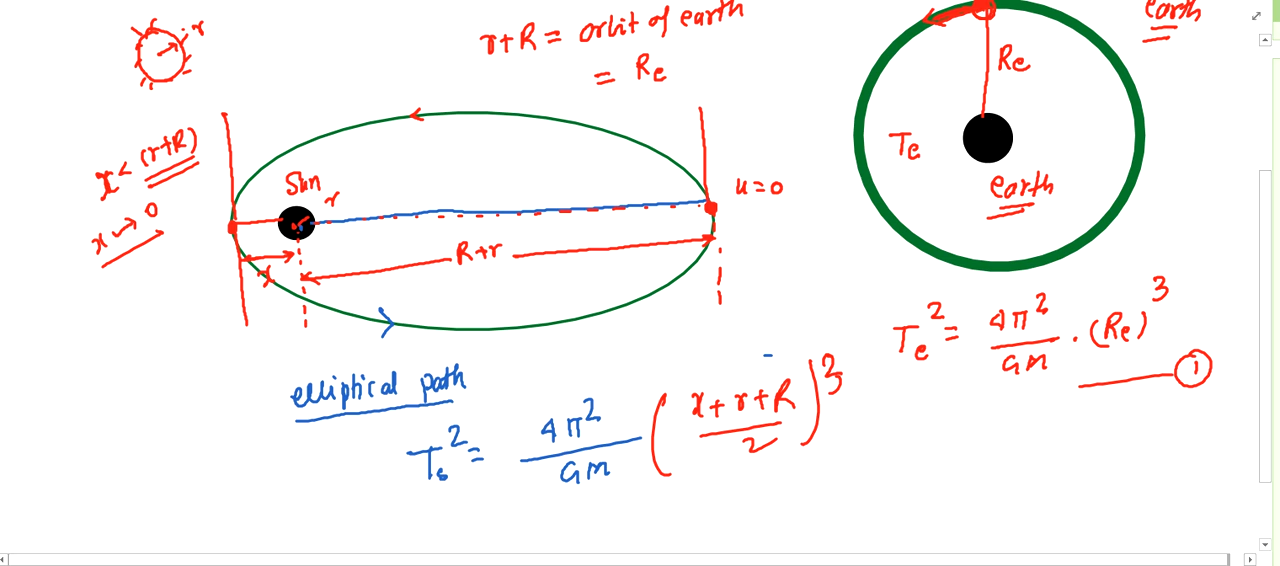 r
r+R = orbit of earth
= Re
x < (r+R)
x → 0
Sun
r
u=0
R+r
x
earth
Re
Te
earth
Te² = 4π²/GM . (Re)³ — ①
elliptical path
Ts² = 4π²/GM ((x+r+R)/2)³